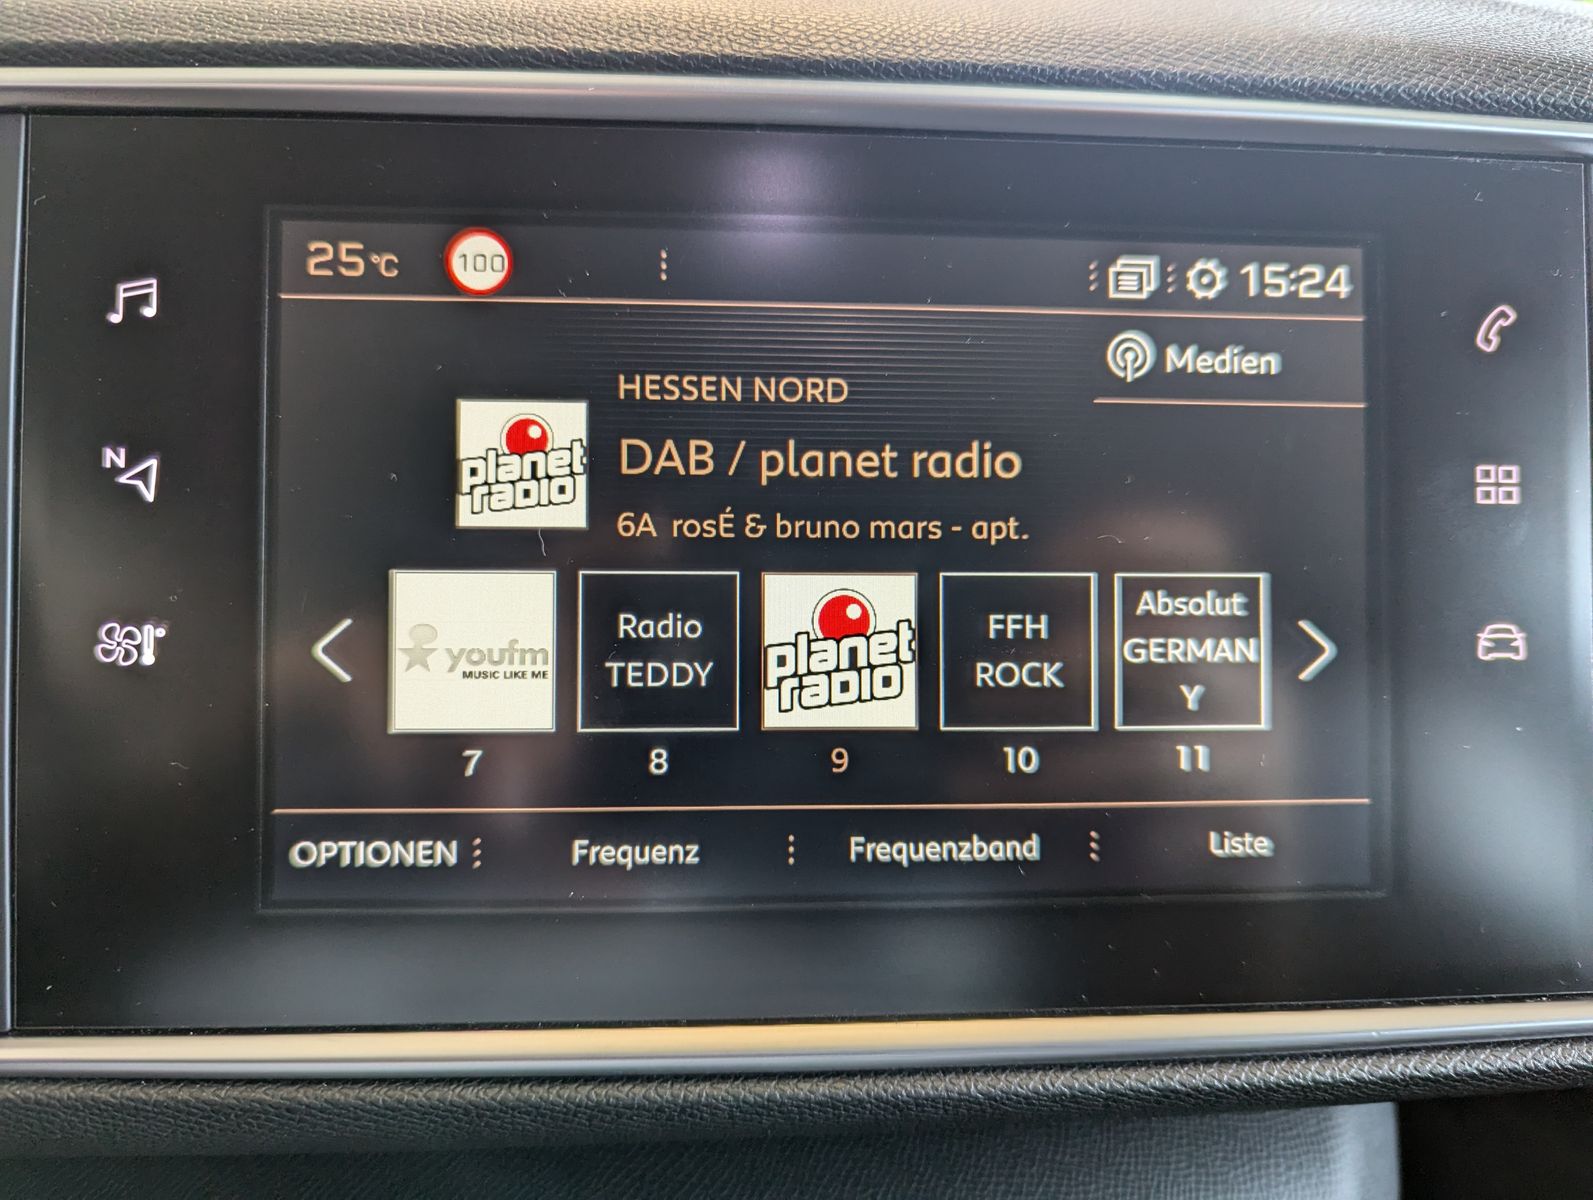 25°C 100 15:24
Medien
HESSEN NORD
planet radio
DAB / planet radio
6A rosÉ & bruno mars - apt.
N
youfm
MUSIC LIKE ME
Radio
TEDDY
planet radio
FFH
ROCK
Absolut
GERMAN
Y
7 8 9 10 11
OPTIONEN Frequenz Frequenzband Liste